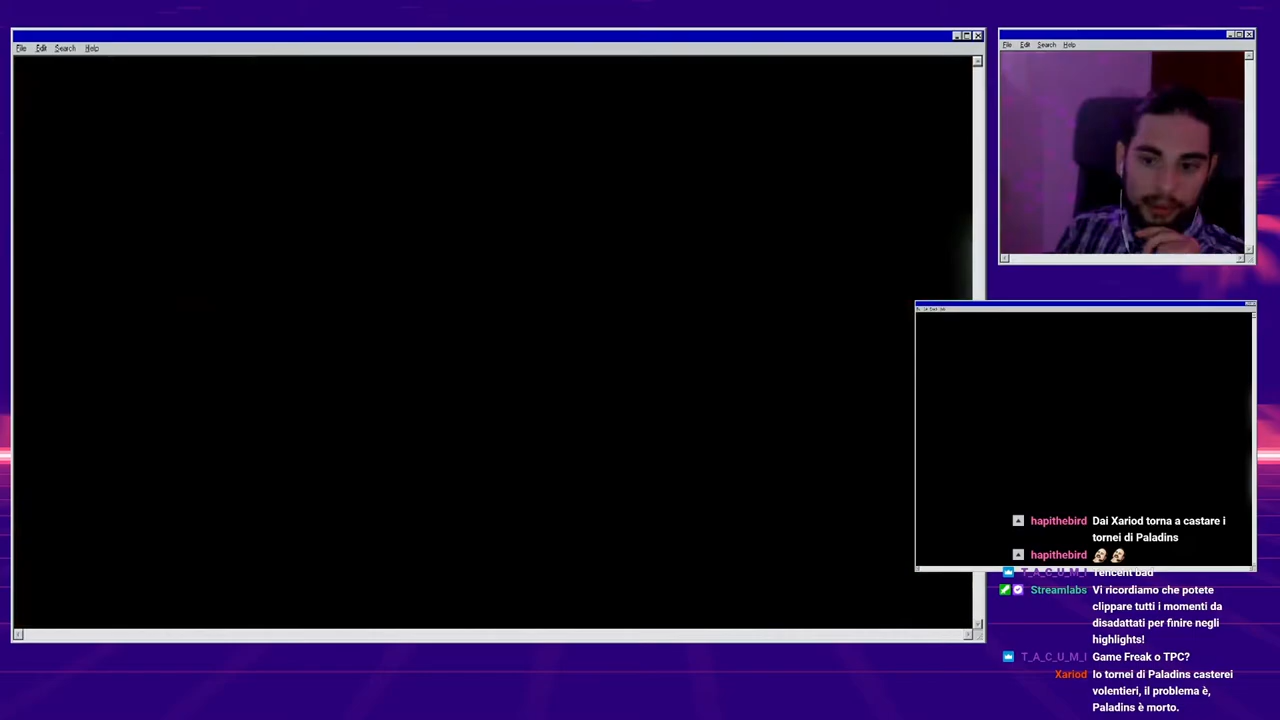 File Edit Search Help
File Edit Search Help
hapithebird Dai Xariod torna a castare i
tornei di Paladins
hapithebird
T_A_C_U_M_I Tencent bad
Streamlabs Vi ricordiamo che potete
clippare tutti i momenti da
disadattati per finire negli
highlights!
T_A_C_U_M_I Game Freak o TPC?
Xariod Io tornei di Paladins casterei
volentieri, il problema è,
Paladins è morto.